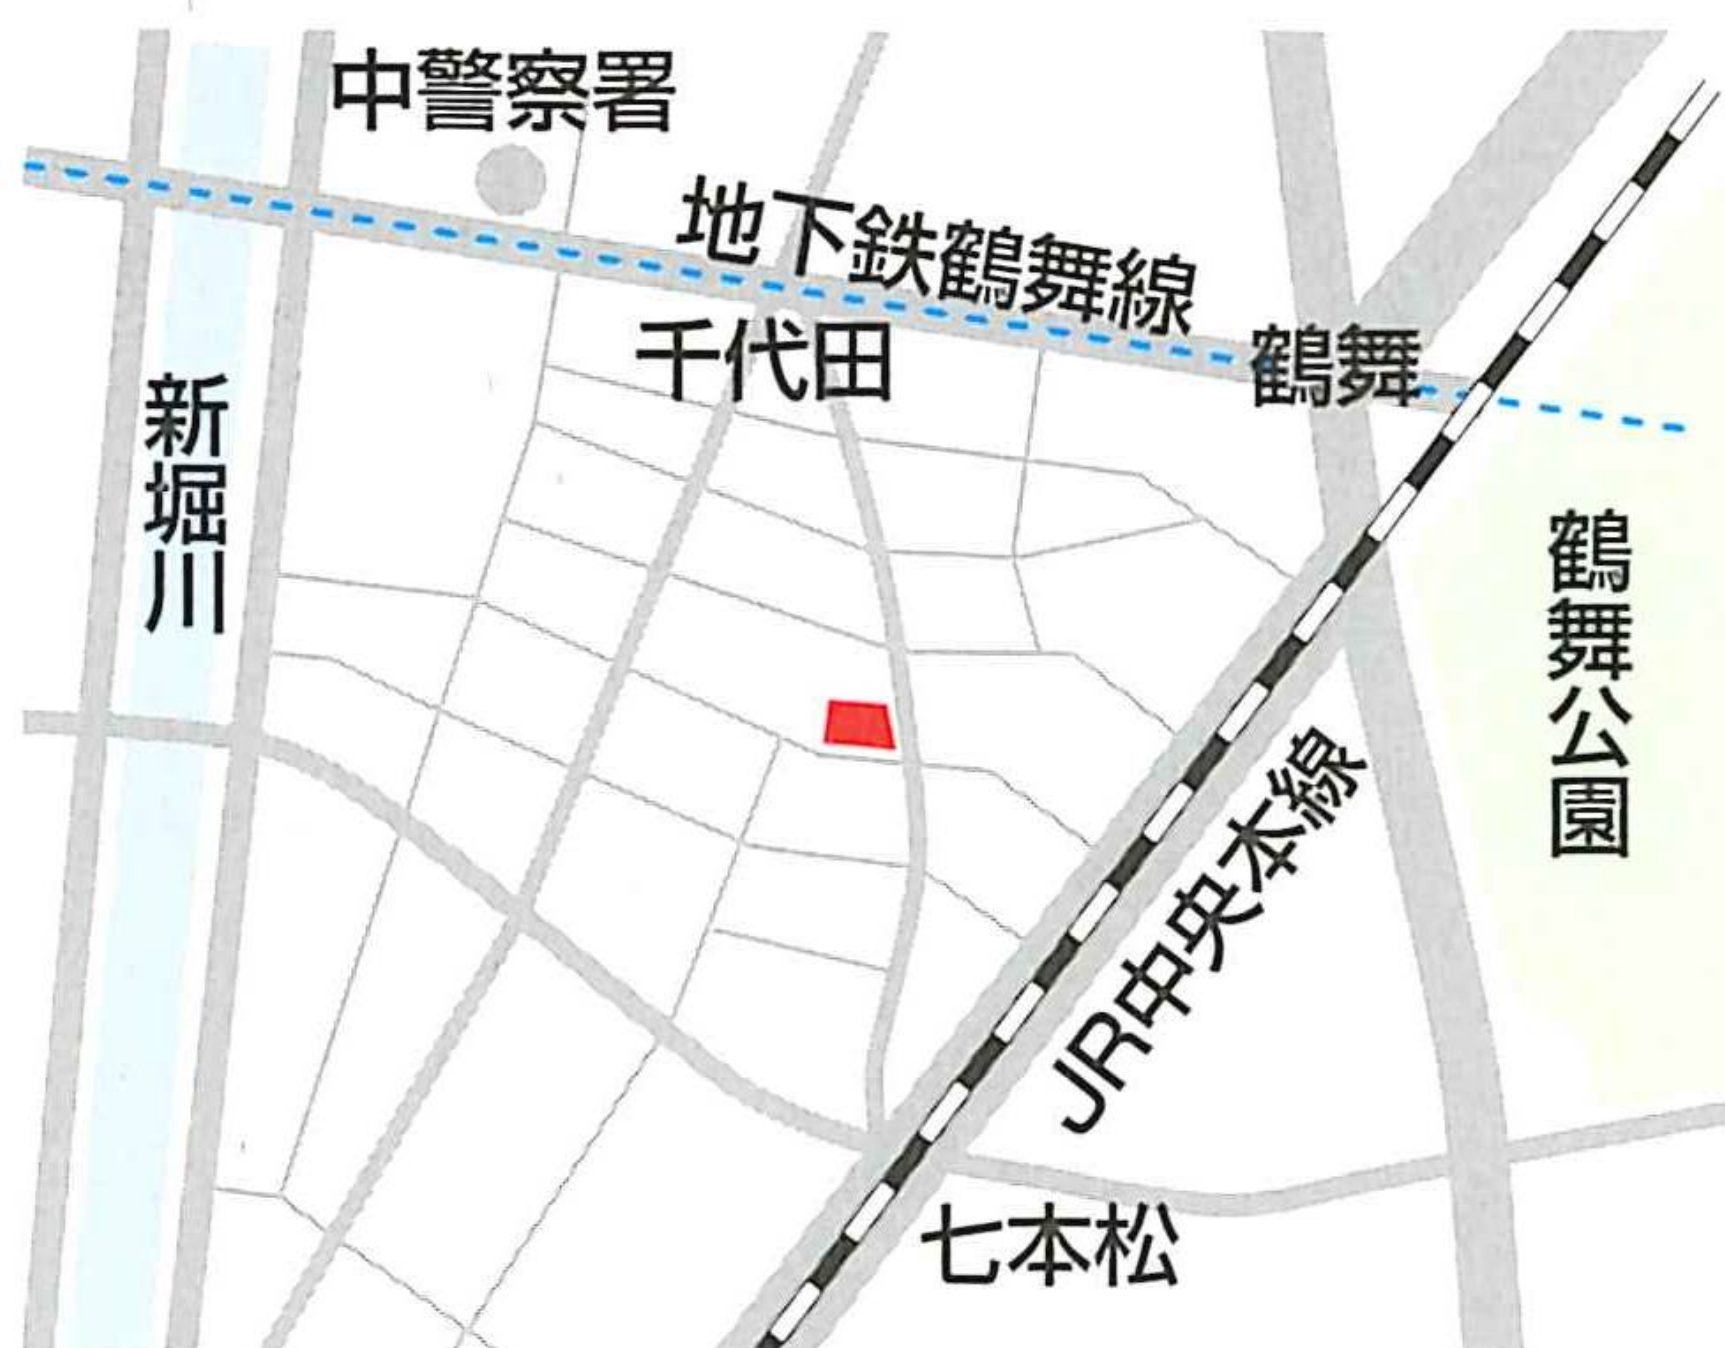 中警察署
地下鉄鶴舞線
千代田
鶴舞
新堀川
鶴舞公園
JR中央本線
七本松